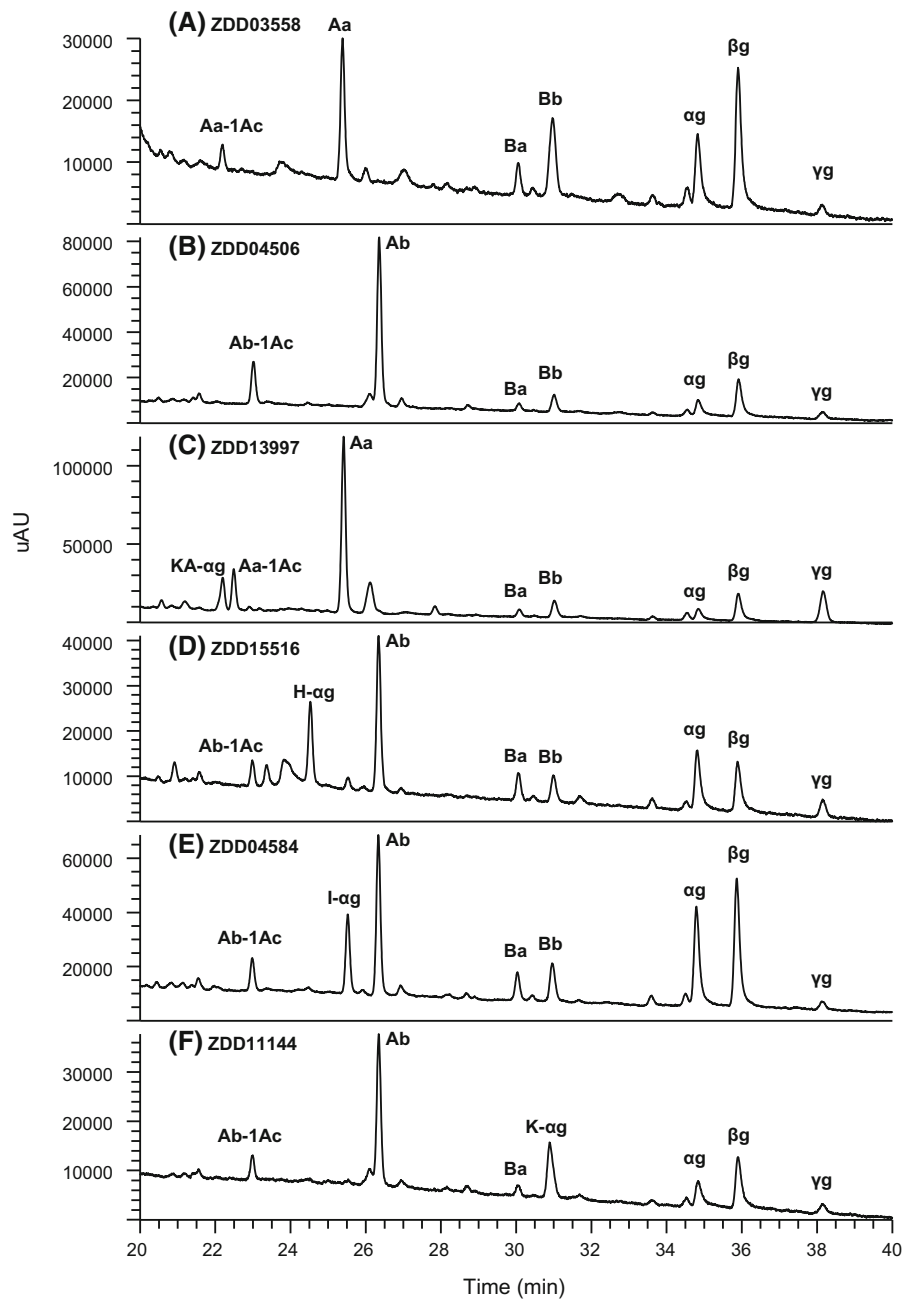 (A) ZDD03558
Aa
30000
20000
10000
Aa-1Ac
Ba
Bb
αg
βg
γg
(B) ZDD04506
Ab
80000
60000
40000
20000
Ab-1Ac
Ba
Bb
αg
βg
γg
(C) ZDD13997
Aa
100000
50000
KA-αg
Aa-1Ac
Ba
Bb
αg
βg
γg
uAU
(D) ZDD15516
Ab
40000
30000
20000
10000
Ab-1Ac
H-αg
Ba
Bb
αg
βg
γg
(E) ZDD04584
Ab
60000
40000
20000
Ab-1Ac
I-αg
Ba
Bb
αg
βg
γg
(F) ZDD11144
Ab
30000
20000
10000
Ab-1Ac
Ba
K-αg
αg
βg
γg
20 22 24 26 28 30 32 34 36 38 40
Time (min)